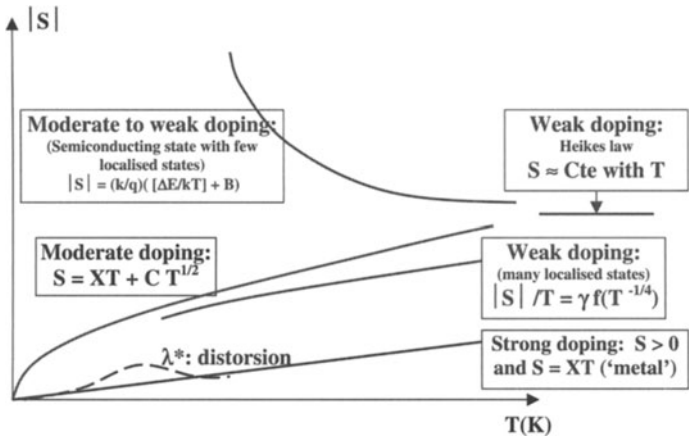 |S|
Moderate to weak doping:
(Semiconducting state with few
localised states)
|S| = (k/q)( [ΔE/kT] + B)
Weak doping:
Heikes law
S ≈ Cte with T
Moderate doping:
S = XT + C T^1/2
Weak doping:
(many localised states)
|S| /T = γ f(T^-1/4)
λ*: distorsion
Strong doping: S > 0
and S = XT (‘metal’)
T(K)